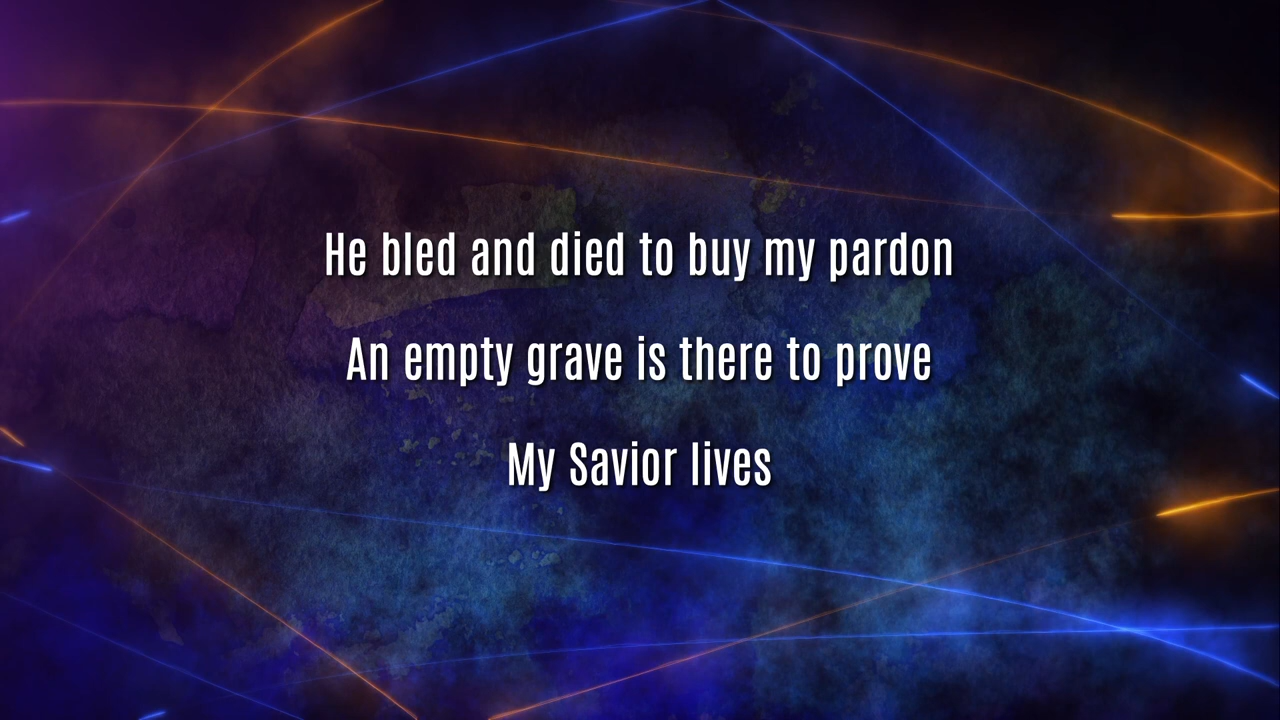 He bled and died to buy my pardon
An empty grave is there to prove
My Savior lives